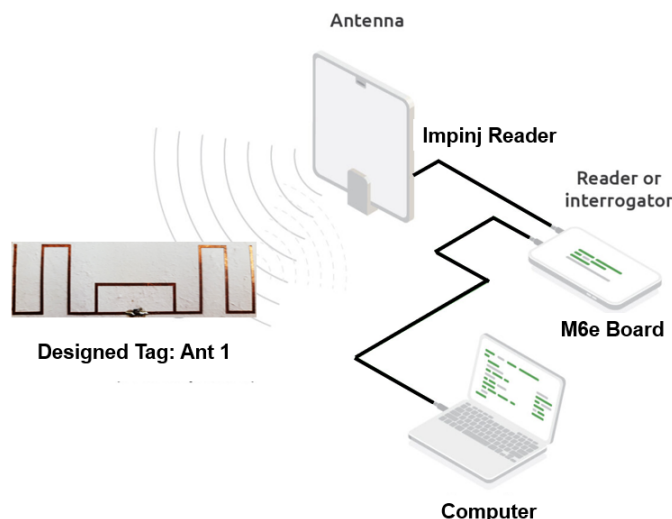 Antenna
Impinj Reader
Reader or
interrogator
M6e Board
Designed Tag: Ant 1
Computer